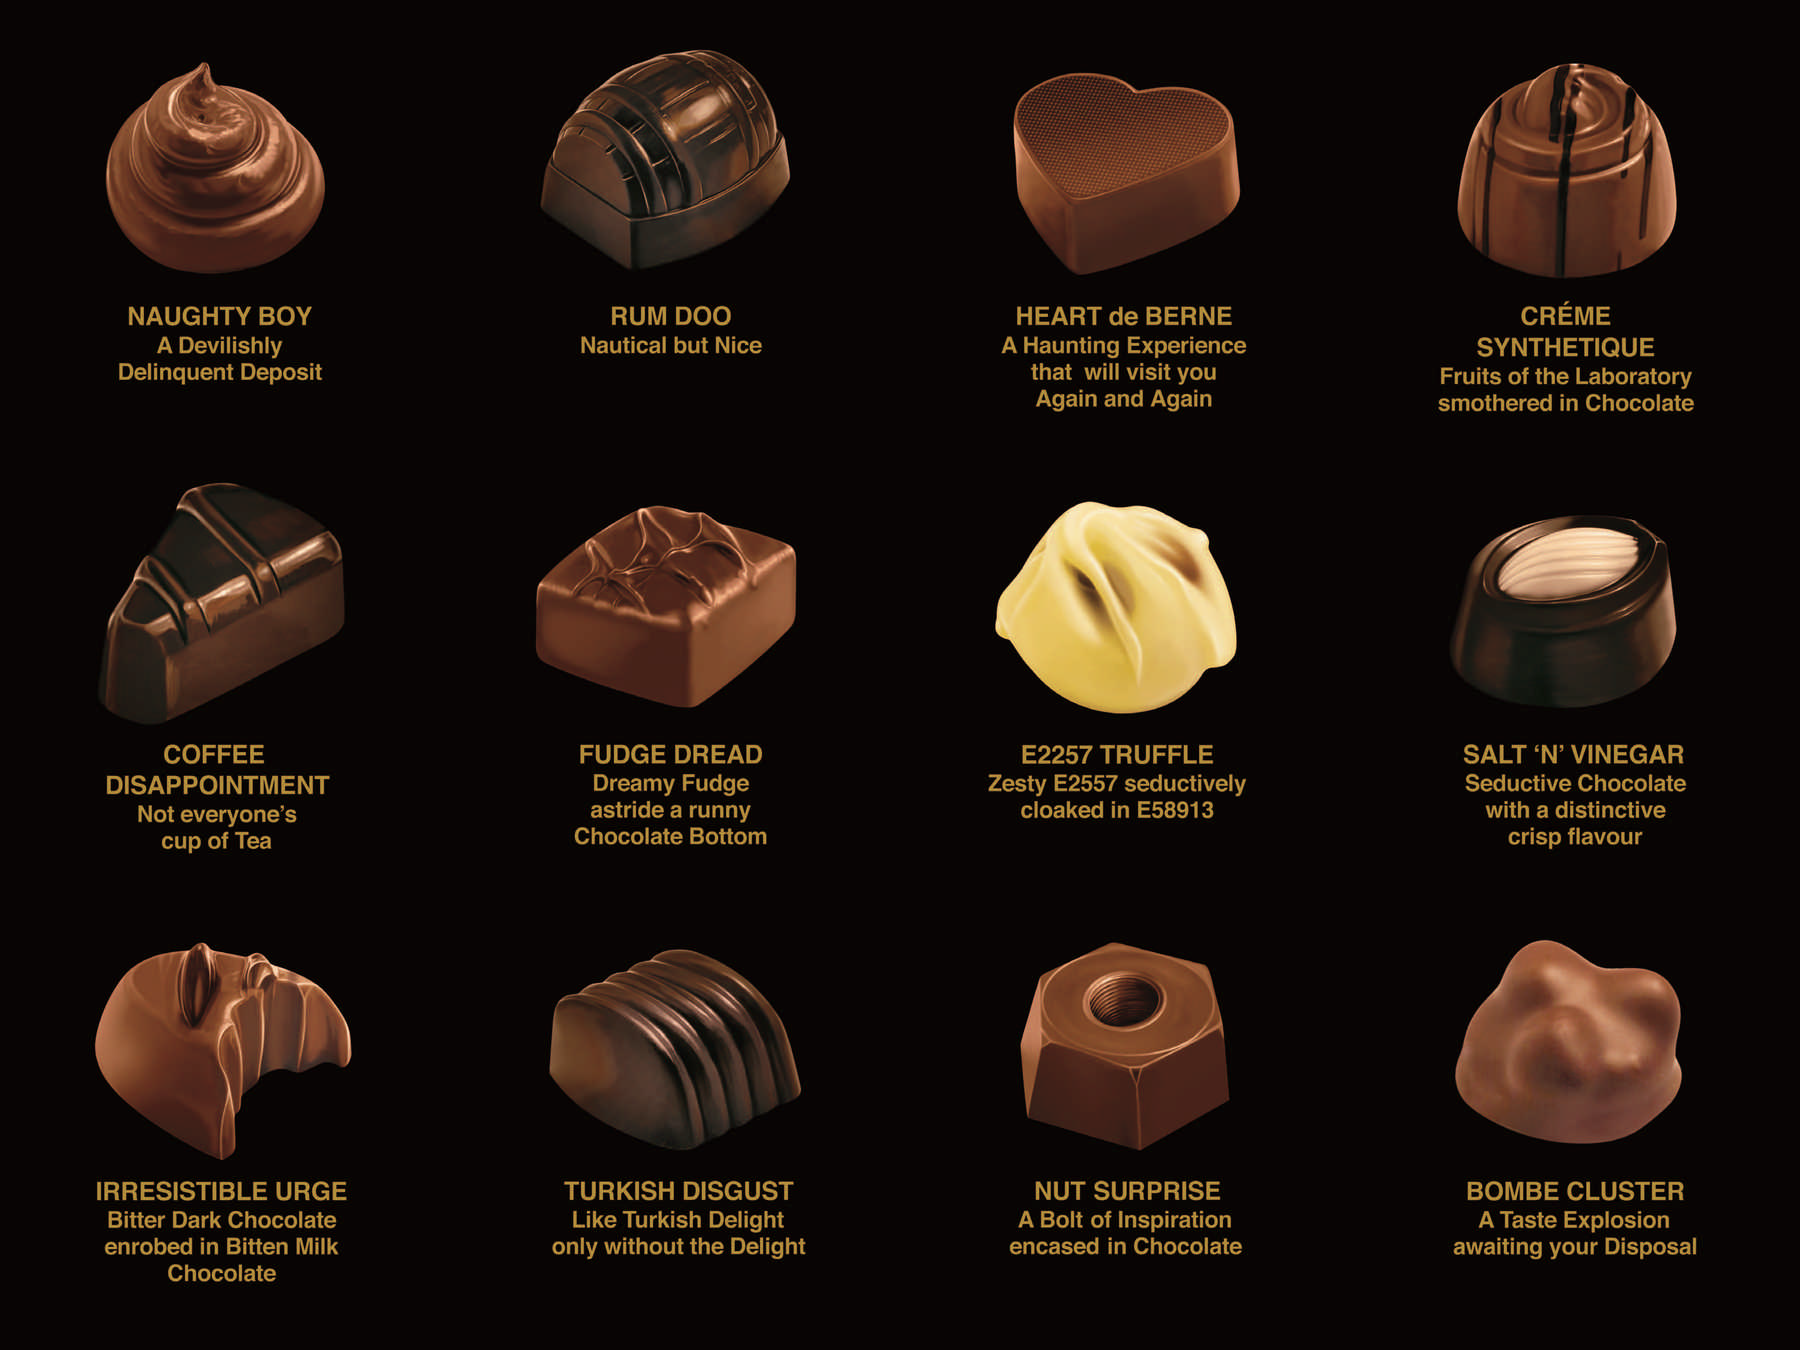 NAUGHTY BOY
A Devilishly
Delinquent Deposit
RUM DOO
Nautical but Nice
HEART de BERNE
A Haunting Experience
that will visit you
Again and Again
CRÉME
SYNTHETIQUE
Fruits of the Laboratory
smothered in Chocolate
COFFEE
DISAPPOINTMENT
Not everyone’s
cup of Tea
FUDGE DREAD
Dreamy Fudge
astride a runny
Chocolate Bottom
E2257 TRUFFLE
Zesty E2557 seductively
cloaked in E58913
SALT ‘N’ VINEGAR
Seductive Chocolate
with a distinctive
crisp flavour
IRRESISTIBLE URGE
Bitter Dark Chocolate
enrobed in Bitten Milk
Chocolate
TURKISH DISGUST
Like Turkish Delight
only without the Delight
NUT SURPRISE
A Bolt of Inspiration
encased in Chocolate
BOMBE CLUSTER
A Taste Explosion
awaiting your Disposal